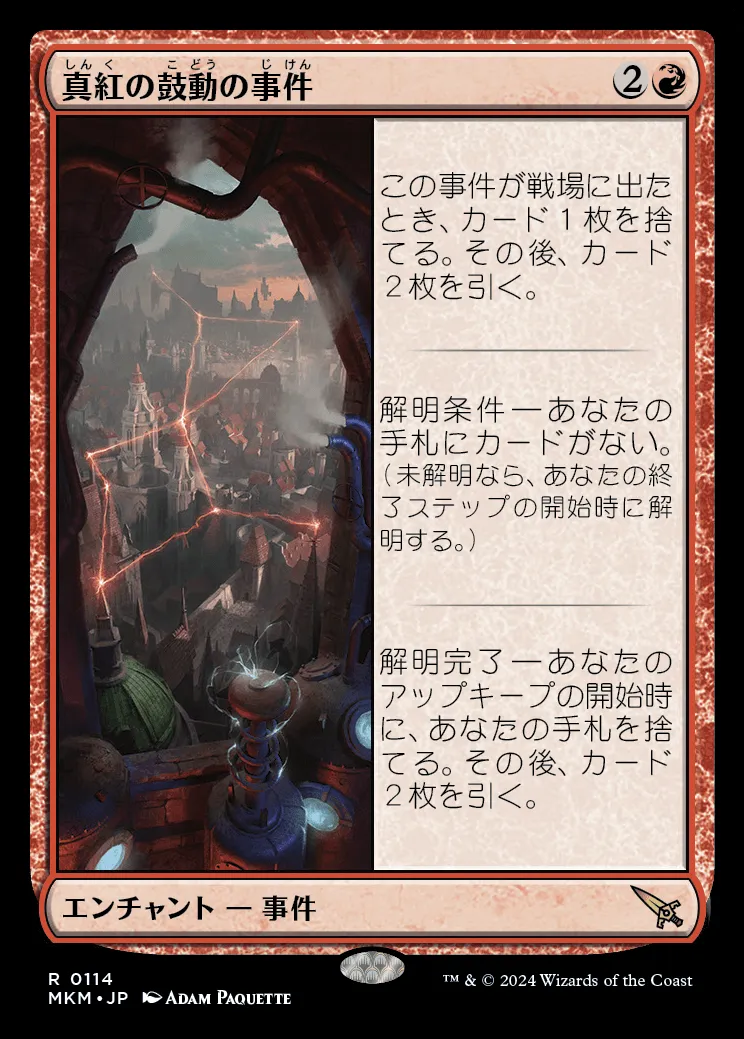 しんく こどう じけん
真紅の鼓動の事件
2
この事件が戦場に出た
とき、カード1枚を捨
てる。その後、カード
2枚を引く。
解明条件 ― あなたの
手札にカードがない。
(未解明なら、あなたの終
了ステップの開始時に解
明する。)
解明完了 ― あなたの
アップキープの開始時
に、あなたの手札を捨
てる。その後、カード
2枚を引く。
エンチャント ― 事件
R 0114
MKM • JP ADAM PAQUETTE
™ & © 2024 Wizards of the Coast